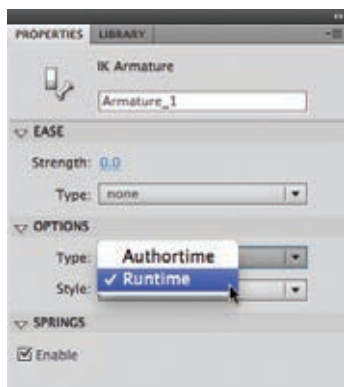 PROPERTIES LIBRARY
IK Armature
Armature_1
EASE
Strength: 0.0
Type: none
OPTIONS
Type: Authortime
✓ Runtime
Style:
SPRINGS
Enable